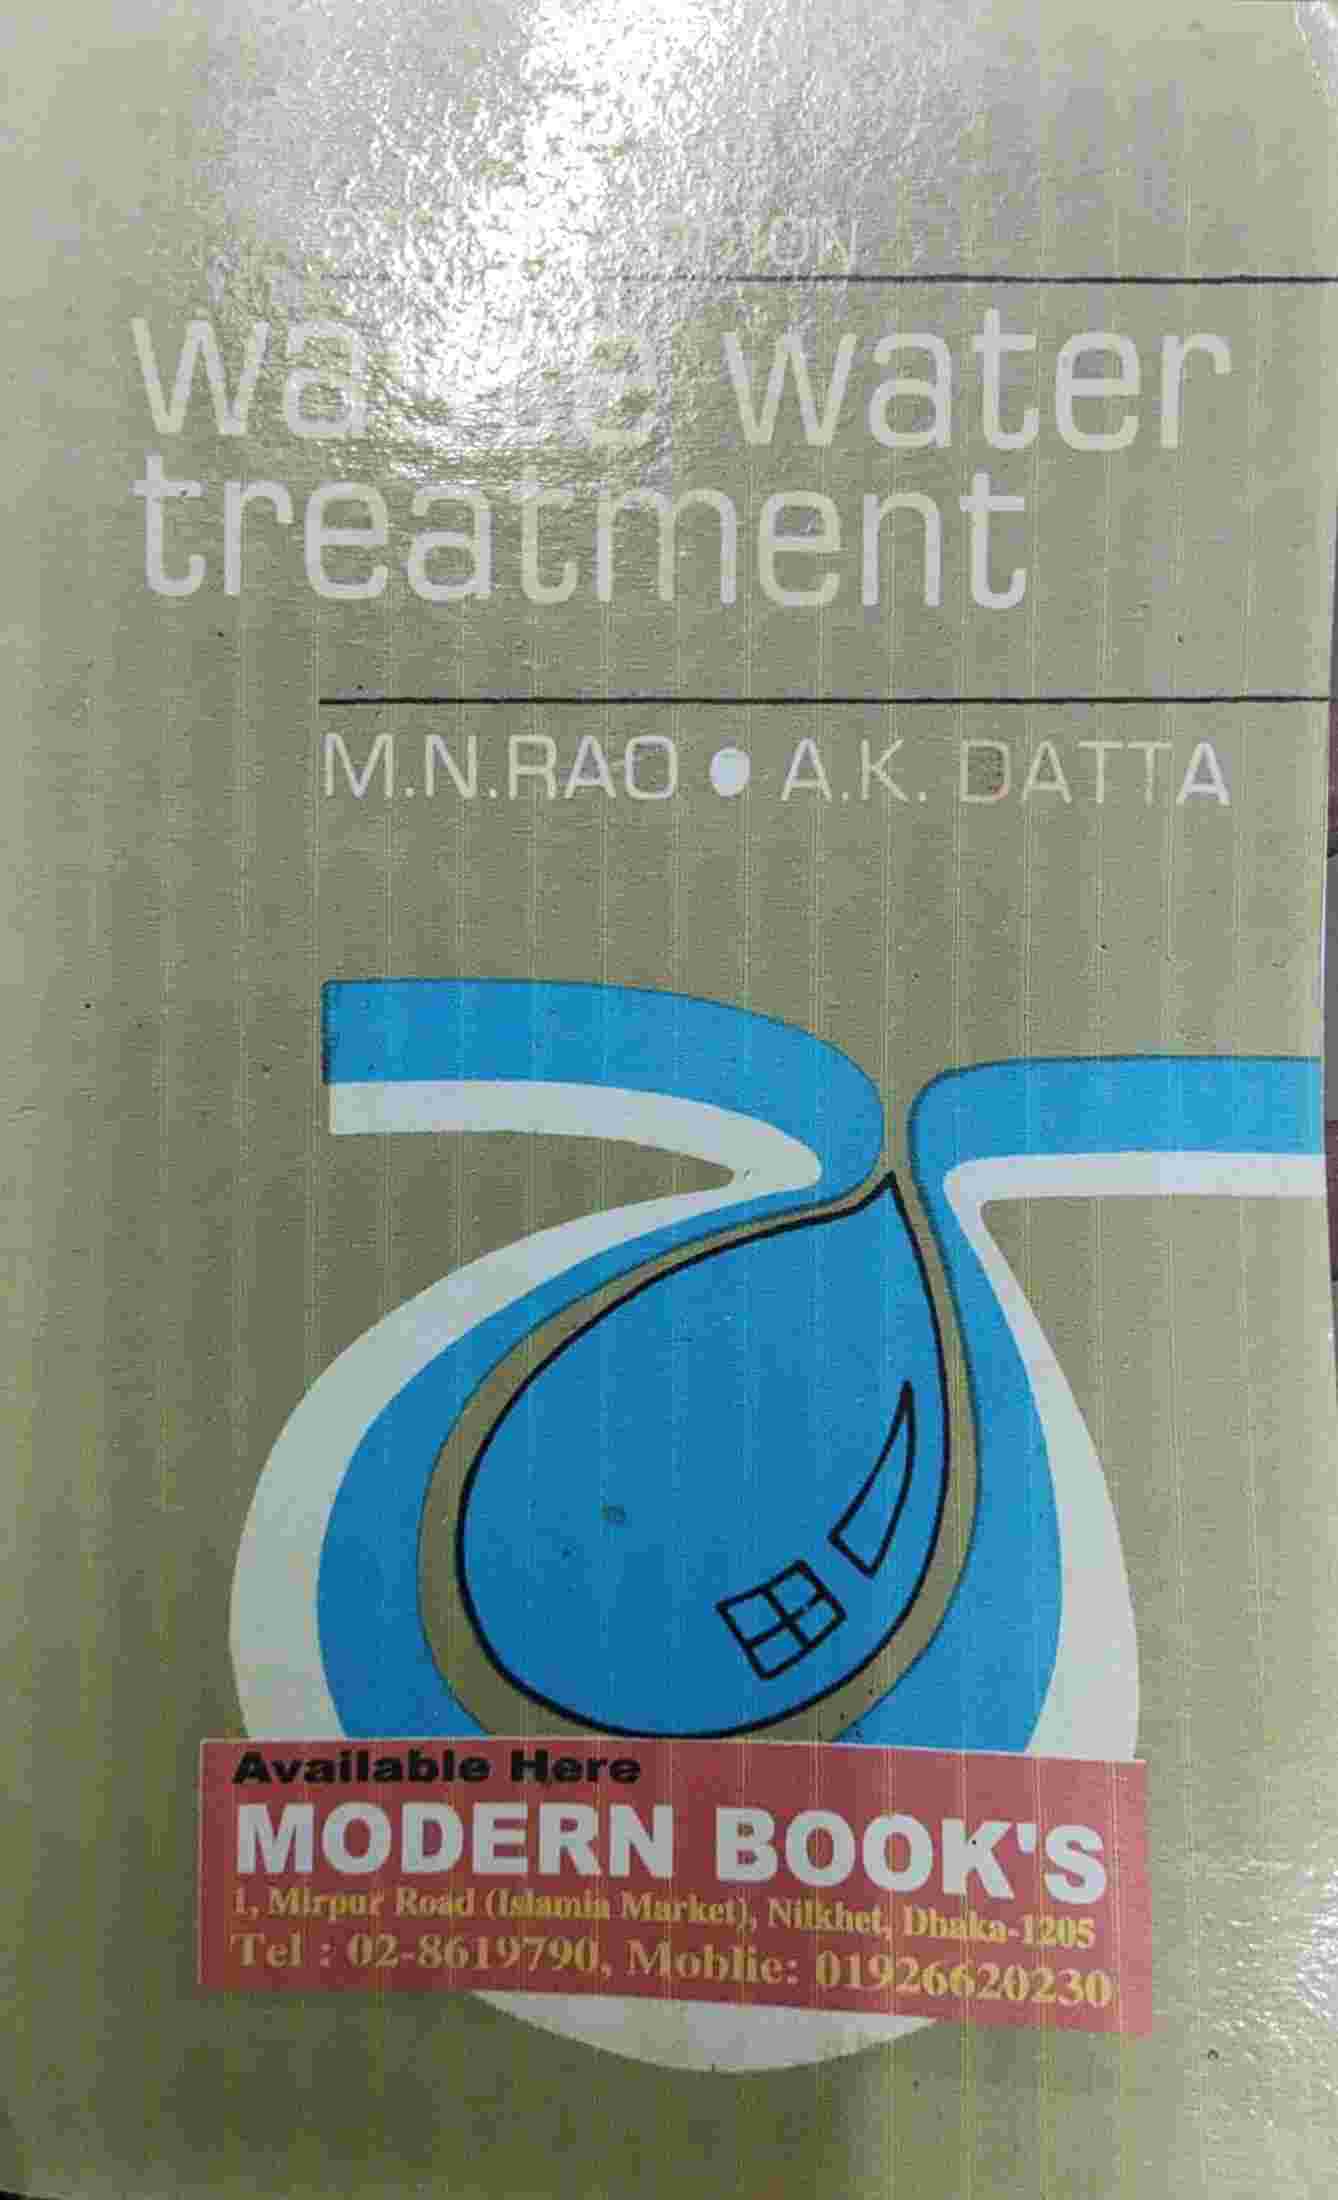 water
treatment
M.N.RAO • A.K. DATTA
Available Here
MODERN BOOK'S
1, Mirpur Road (Islamia Market), Nilkhet, Dhaka-1205
Tel : 02-8619790, Moblie: 01926620230